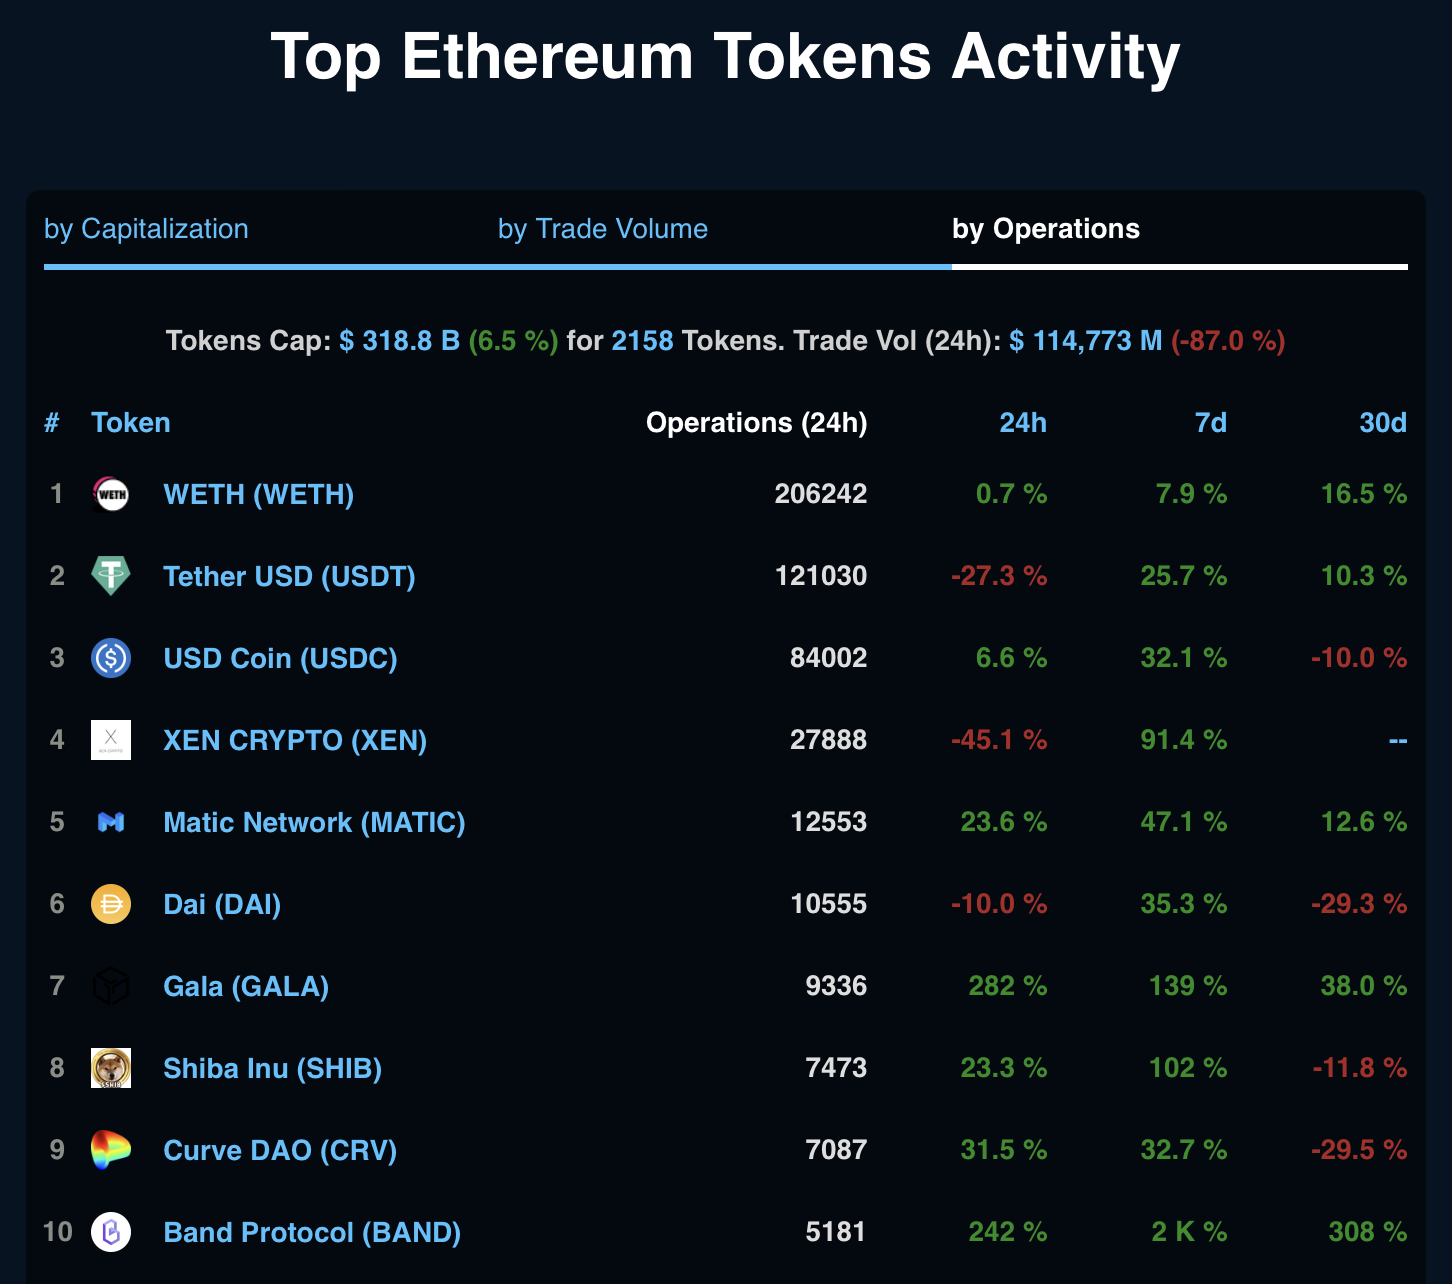 Top Ethereum Tokens Activity
by Capitalization by Trade Volume by Operations
Tokens Cap: $ 318.8 B (6.5 %) for 2158 Tokens. Trade Vol (24h): $ 114,773 M (-87.0 %)
# Token Operations (24h) 24h 7d 30d
1 WETH WETH (WETH) 206242 0.7 % 7.9 % 16.5 %
2 Tether USD (USDT) 121030 -27.3 % 25.7 % 10.3 %
3 USD Coin (USDC) 84002 6.6 % 32.1 % -10.0 %
4 X XEN CRYPTO (XEN) 27888 -45.1 % 91.4 % --
5 Matic Network (MATIC) 12553 23.6 % 47.1 % 12.6 %
6 Dai (DAI) 10555 -10.0 % 35.3 % -29.3 %
7 Gala (GALA) 9336 282 % 139 % 38.0 %
8 Shiba Inu (SHIB) 7473 23.3 % 102 % -11.8 %
9 Curve DAO (CRV) 7087 31.5 % 32.7 % -29.5 %
10 Band Protocol (BAND) 5181 242 % 2 K % 308 %